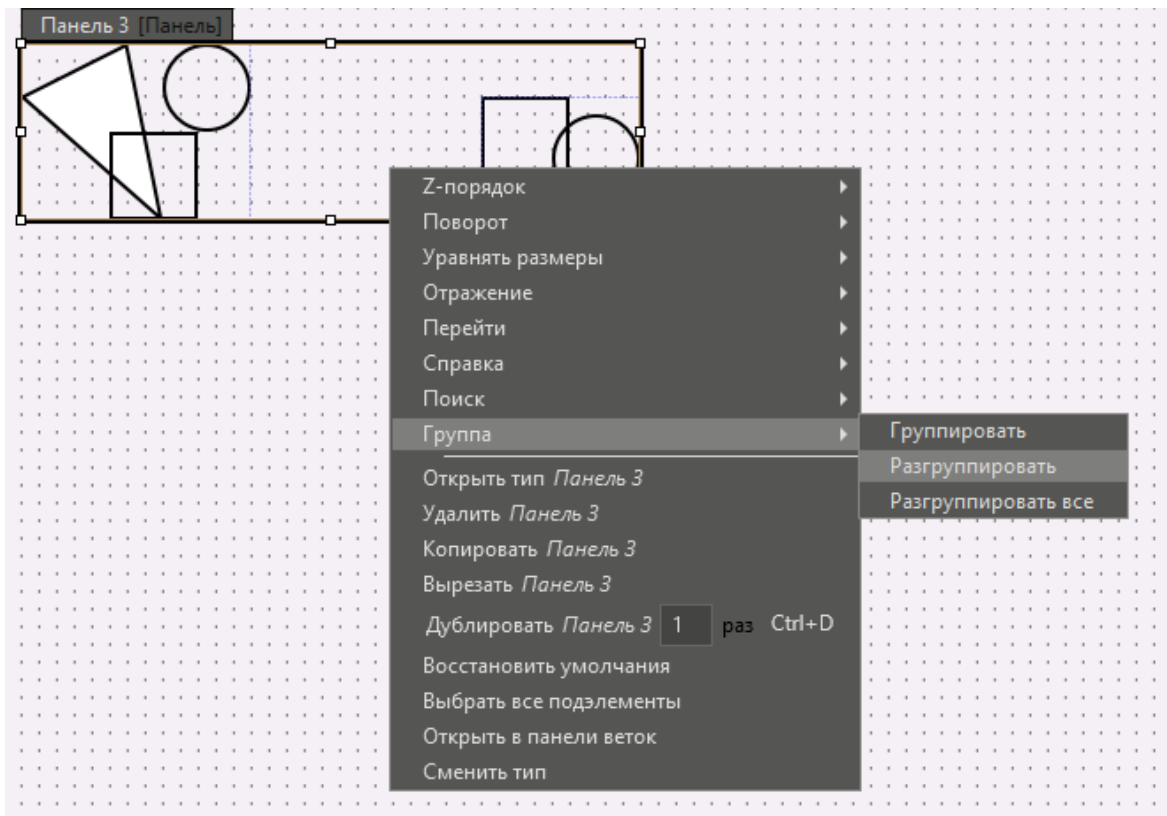 Панель 3 [Панель]
Z-порядок
Поворот
Уравнять размеры
Отражение
Перейти
Справка
Поиск
Группа
Группировать
Разгруппировать
Разгруппировать все
Открыть тип Панель 3
Удалить Панель 3
Копировать Панель 3
Вырезать Панель 3
Дублировать Панель 3 1 раз Ctrl+D
Восстановить умолчания
Выбрать все подэлементы
Открыть в панели веток
Сменить тип